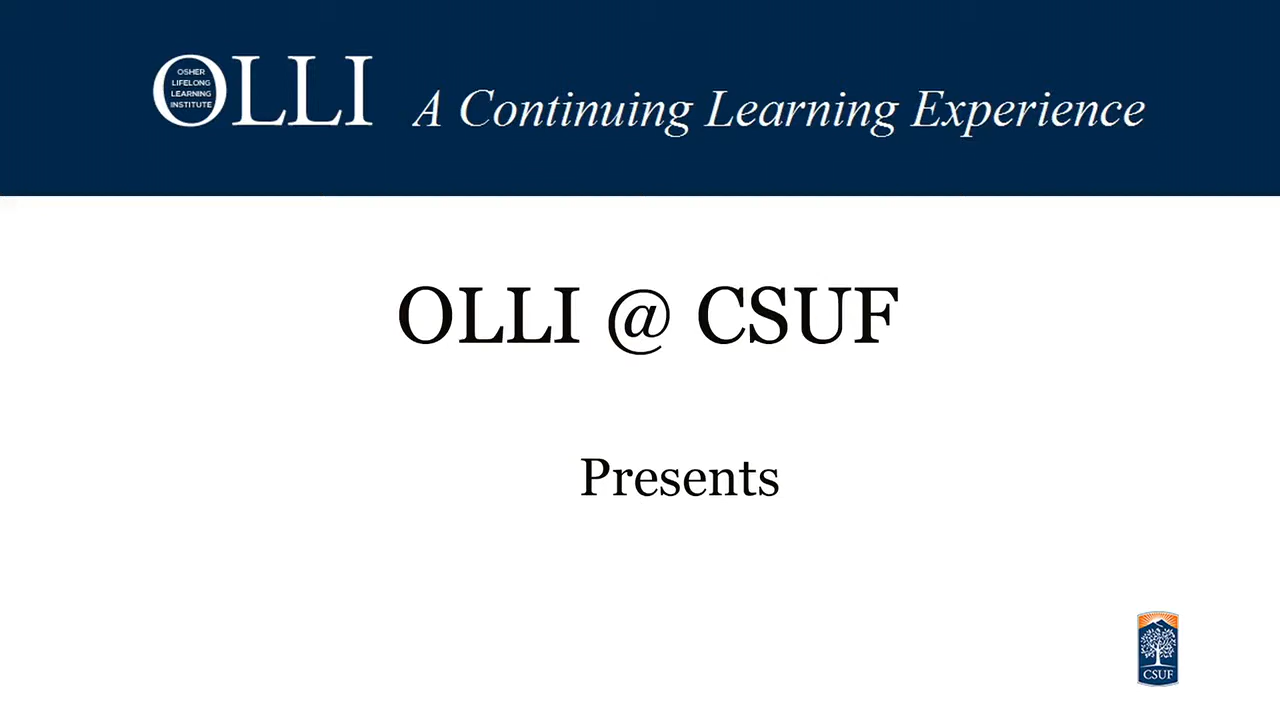 OLLI A Continuing Learning Experience
OSHER
LIFELONG
LEARNING
INSTITUTE
OLLI @ CSUF
Presents
CSUF